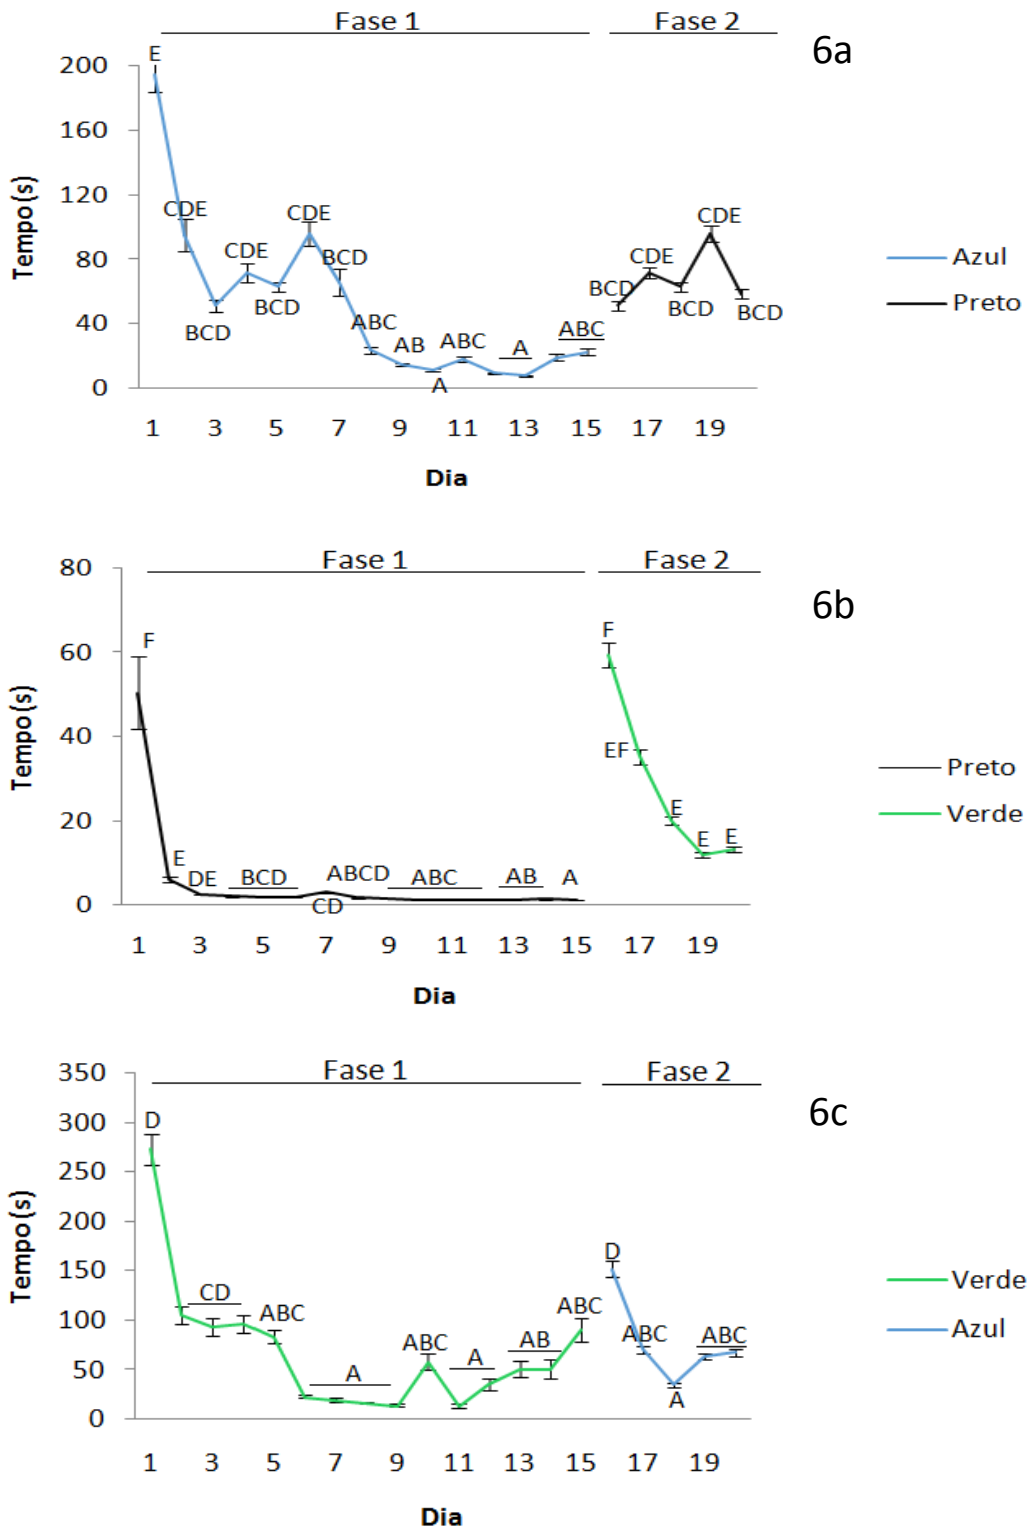 Fase 1 Fase 2
6a
E
200
160
120
80
40
0
Tempo(s)
CDE
BCD
CDE
BCD
CDE
BCD
ABC
AB
A
ABC
A
ABC
BCD
CDE
BCD
CDE
BCD
Azul
Preto
1 3 5 7 9 11 13 15 17 19
Dia
Fase 1 Fase 2
6b
80
60
40
20
0
Tempo(s)
F
E
DE
BCD
CD
ABCD
ABC
AB
A
F
EF
E
E
E
Preto
Verde
1 3 5 7 9 11 13 15 17 19
Dia
Fase 1 Fase 2
6c
350
300
250
200
150
100
50
0
Tempo(s)
D
CD
ABC
A
ABC
A
AB
ABC
D
ABC
A
ABC
Verde
Azul
1 3 5 7 9 11 13 15 17 19
Dia